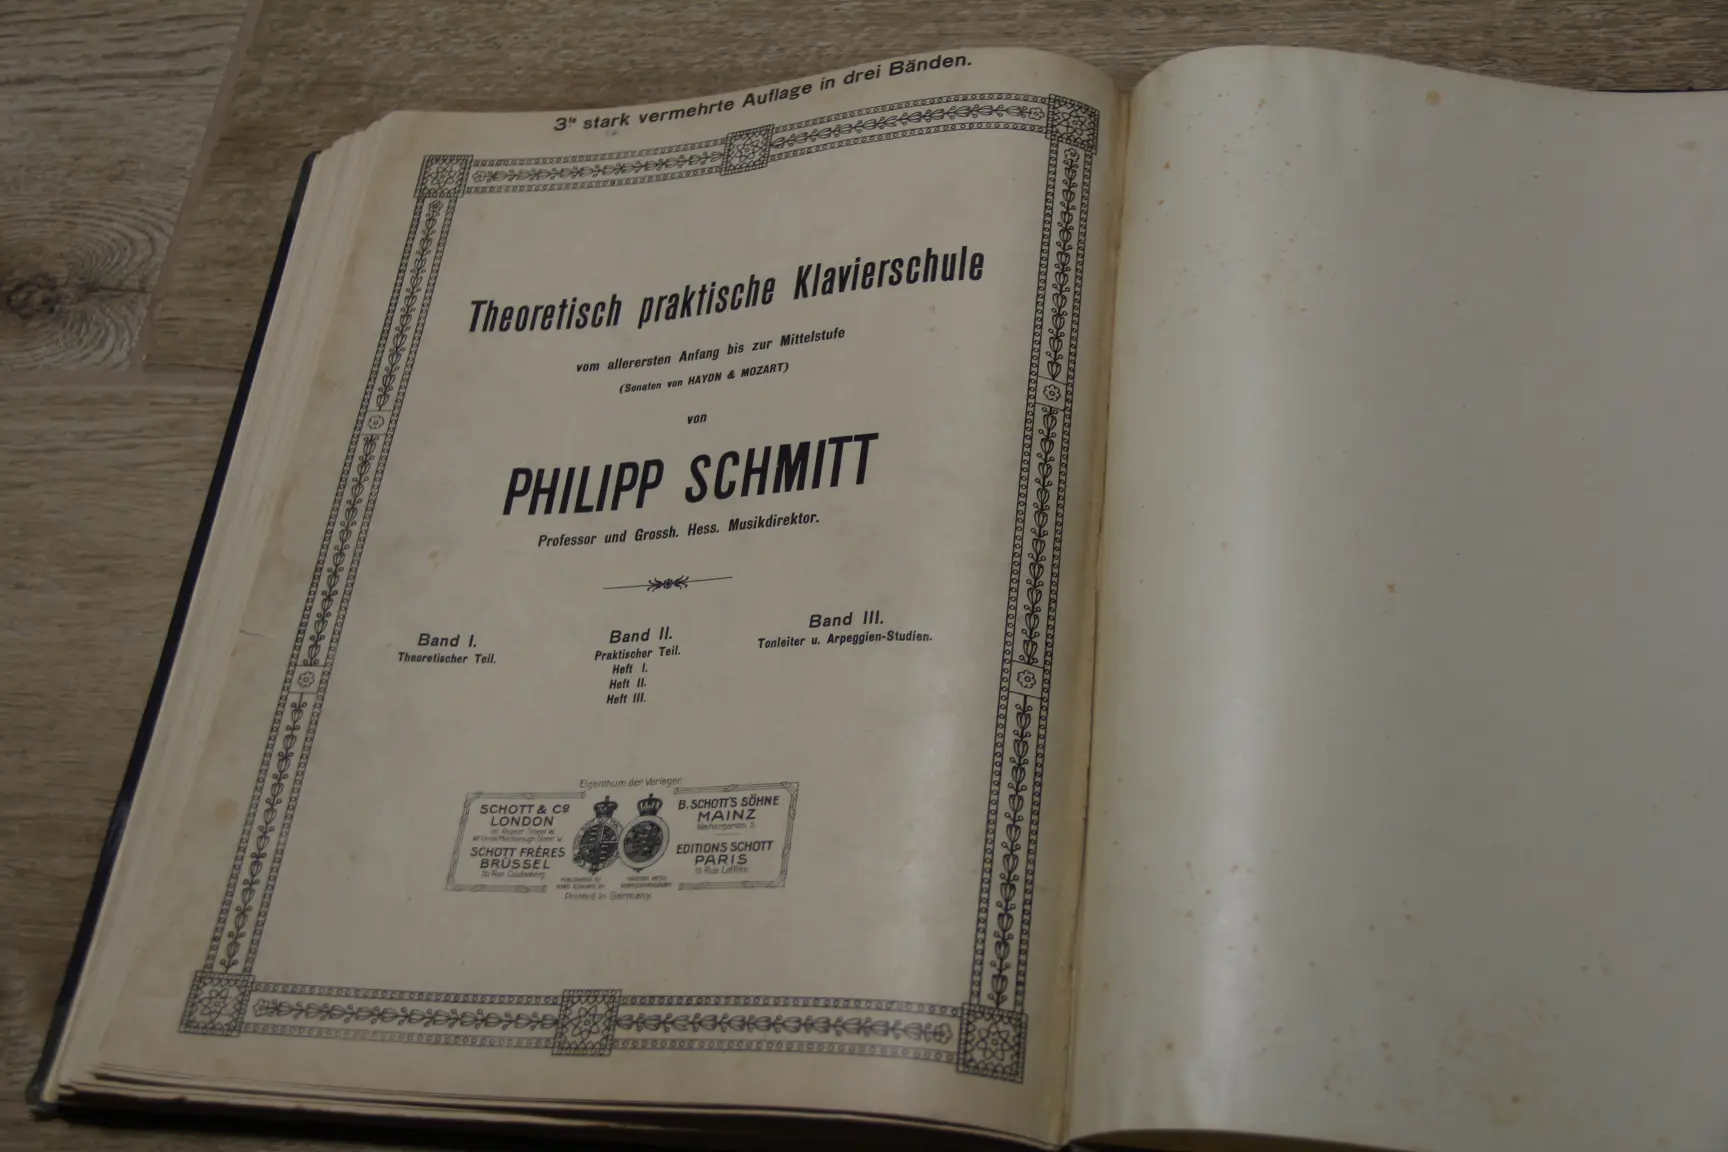 3te stark vermehrte Auflage in drei Bänden.
Theoretisch praktische Klavierschule
vom allerersten Anfang bis zur Mittelstufe
(Sonaten von HAYDN & MOZART)
von
PHILIPP SCHMITT
Professor und Grossh. Hess. Musikdirektor.
Band I.
Theoretischer Teil.
Band II.
Praktischer Teil.
Heft I.
Heft II.
Heft III.
Band III.
Tonleiter u. Arpeggien-Studien.
Eigenthum der Verleger
SCHOTT & Co.
LONDON
SCHOTT FRÈRES
BRÜSSEL
B. SCHOTT'S SÖHNE
MAINZ
Weihergarten 5
EDITIONS SCHOTT
PARIS
Printed in Germany.